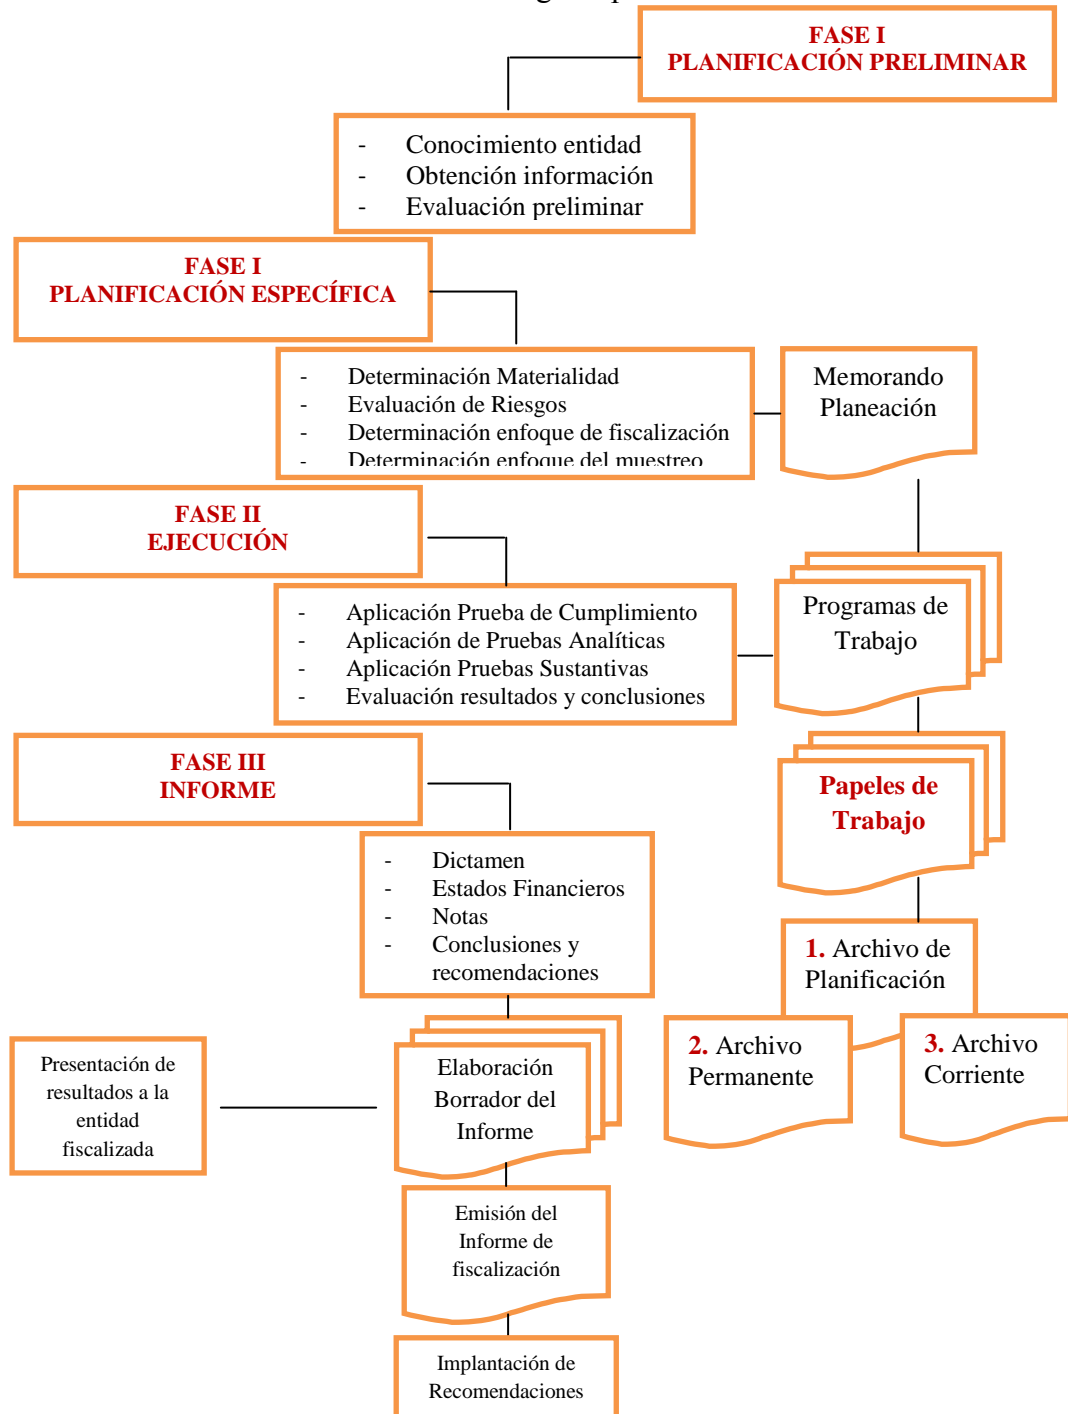 FASE I
PLANIFICACIÓN PRELIMINAR
- Conocimiento entidad
- Obtención información
- Evaluación preliminar
FASE I
PLANIFICACIÓN ESPECÍFICA
- Determinación Materialidad
- Evaluación de Riesgos
- Determinación enfoque de fiscalización
- Determinación enfoque del muestreo
Memorando
Planeación
FASE II
EJECUCIÓN
- Aplicación Prueba de Cumplimiento
- Aplicación de Pruebas Analíticas
- Aplicación Pruebas Sustantivas
- Evaluación resultados y conclusiones
Programas de
Trabajo
FASE III
INFORME
Papeles de
Trabajo
- Dictamen
- Estados Financieros
- Notas
- Conclusiones y
recomendaciones
1. Archivo de
Planificación
2. Archivo
Permanente
3. Archivo
Corriente
Presentación de
resultados a la
entidad
fiscalizada
Elaboración
Borrador del
Informe
Emisión del
Informe de
fiscalización
Implantación de
Recomendaciones